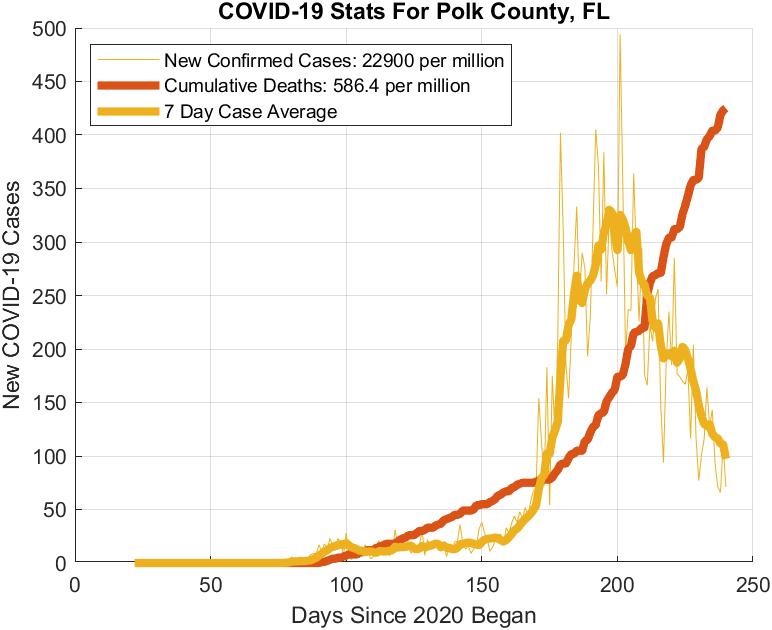 COVID-19 Stats For Polk County, FL
500
450
400
350
300
250
200
150
100
50
0
New COVID-19 Cases
New Confirmed Cases: 22900 per million
Cumulative Deaths: 586.4 per million
7 Day Case Average
0
50
100
150
200
250
Days Since 2020 Began